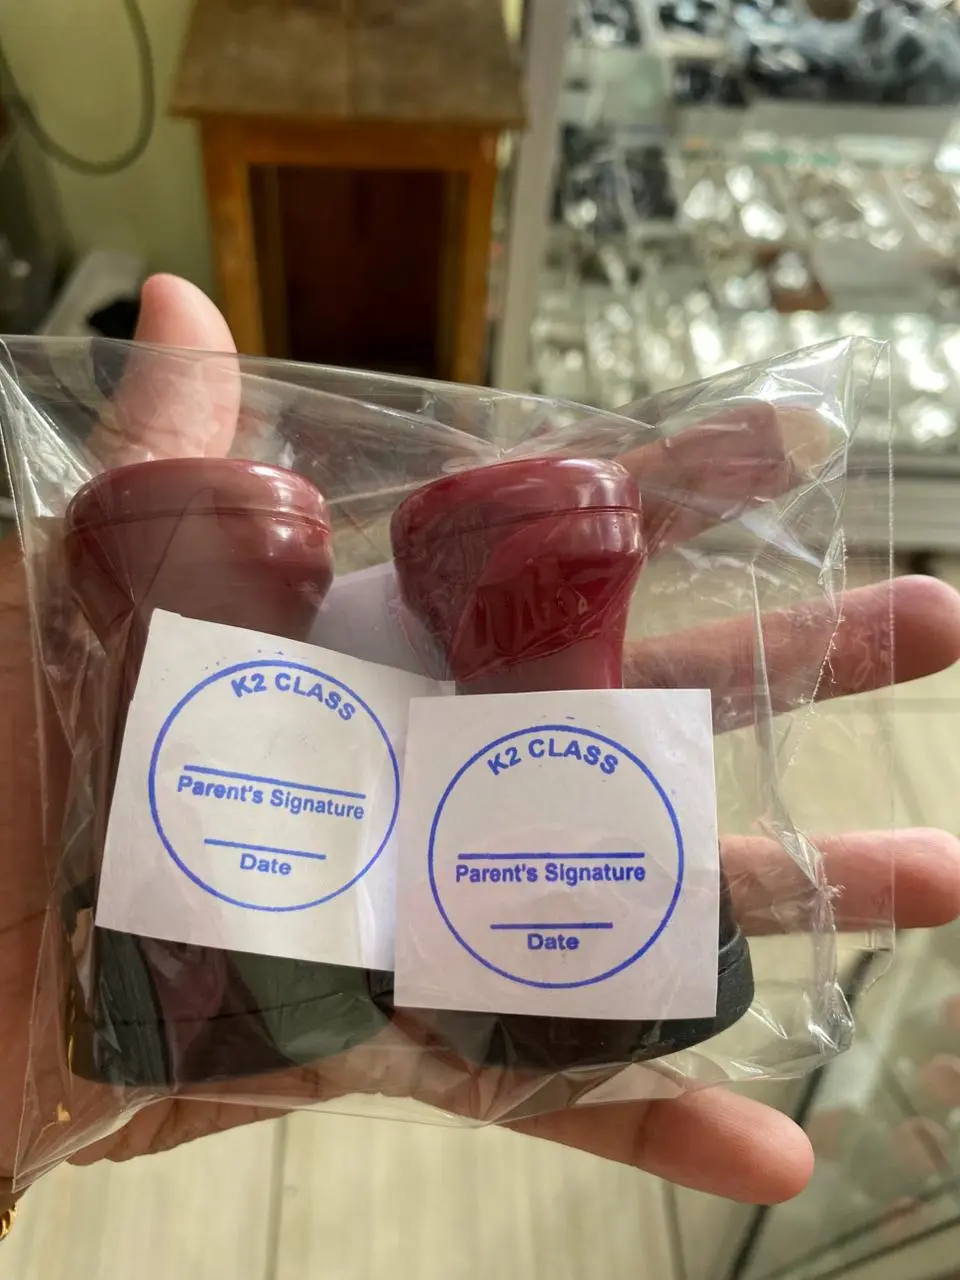 K2 CLASS
Parent's Signature
Date
K2 CLASS
Parent's Signature
Date